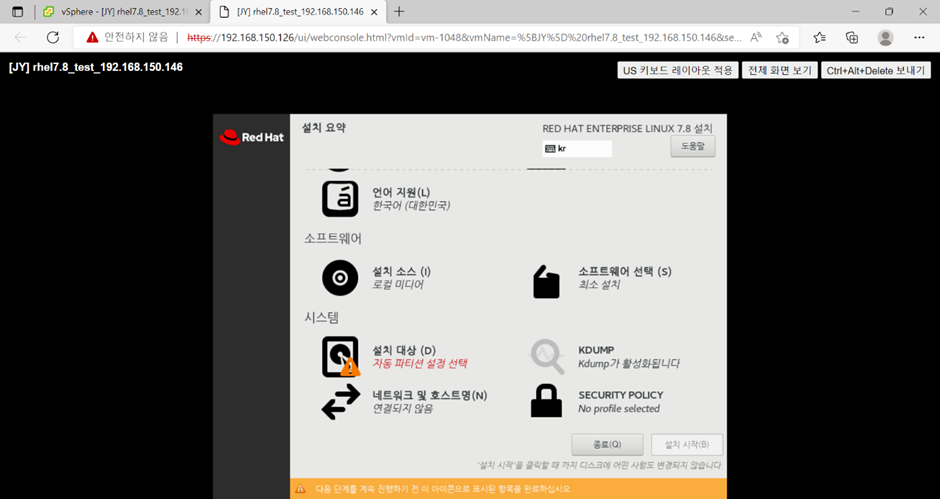 vSphere - [JY] rhel7.8_test_192.16
[JY] rhel7.8_test_192.168.150.146
안전하지 않음 | https://192.168.150.126/ui/webconsole.html?vmId=vm-1048&vmName=%5BJY%5D%20rhel7.8_test_192.168.150.146&se...
[JY] rhel7.8_test_192.168.150.146
US 키보드 레이아웃 적용
전체 화면 보기
Ctrl+Alt+Delete 보내기
Red Hat
설치 요약
RED HAT ENTERPRISE LINUX 7.8 설치
kr
도움말
언어 지원(L)
한국어 (대한민국)
소프트웨어
설치 소스 (I)
로컬 미디어
소프트웨어 선택 (S)
최소 설치
시스템
설치 대상 (D)
자동 파티션 설정 선택
KDUMP
Kdump가 활성화됩니다
네트워크 및 호스트명(N)
연결되지 않음
SECURITY POLICY
No profile selected
종료(Q)
설치 시작(B)
'설치 시작'을 클릭할 때 까지 디스크에 어떤 사항도 변경되지 않습니다.
다음 단계를 계속 진행하기 전 이 아이콘으로 표시된 항목을 완료하십시오.